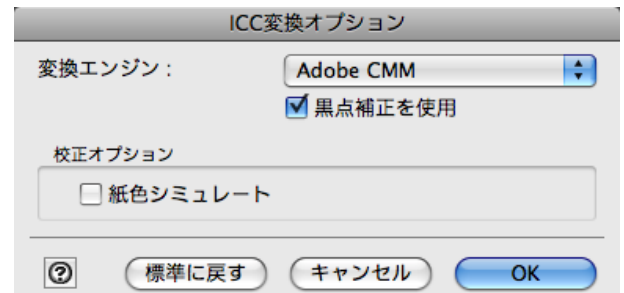 ICC変換オプション
変換エンジン： Adobe CMM
黒点補正を使用
校正オプション
紙色シミュレート
? 標準に戻す キャンセル OK